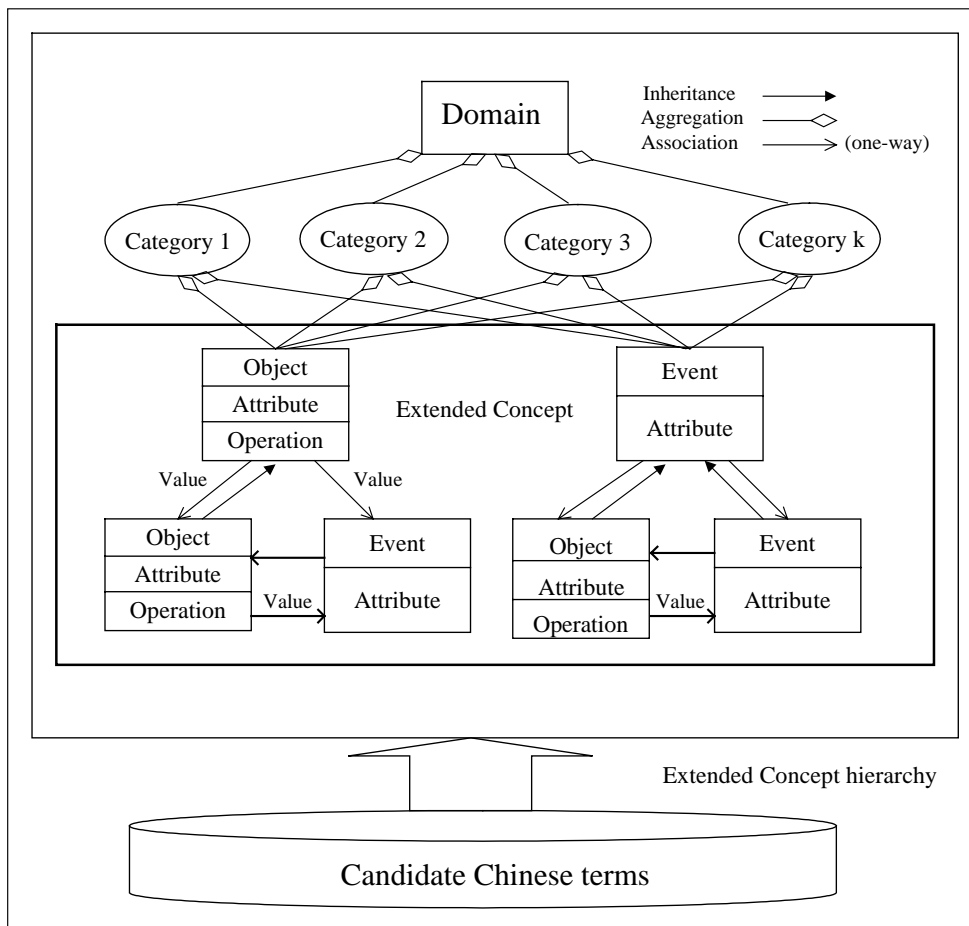 Domain
Inheritance
Aggregation
Association (one-way)
Category 1
Category 2
Category 3
Category k
Object
Attribute
Operation
Extended Concept
Event
Attribute
Value
Value
Object
Attribute
Operation
Value
Event
Attribute
Object
Attribute
Operation
Value
Event
Attribute
Extended Concept hierarchy
Candidate Chinese terms